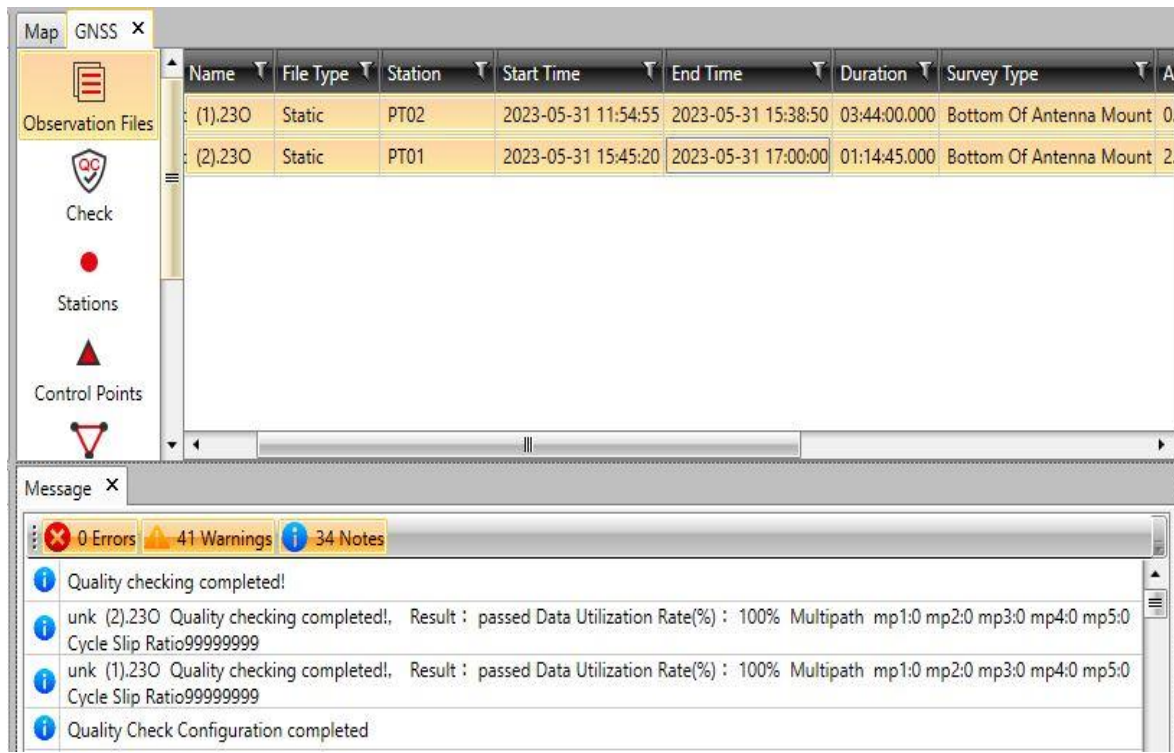 Map GNSS X
Name File Type Station Start Time End Time Duration Survey Type A
(1).23O Static PT02 2023-05-31 11:54:55 2023-05-31 15:38:50 03:44:00.000 Bottom Of Antenna Mount 0.
(2).23O Static PT01 2023-05-31 15:45:20 2023-05-31 17:00:00 01:14:45.000 Bottom Of Antenna Mount 2.
Observation Files
QC
Check
Stations
Control Points
Message X
0 Errors 41 Warnings 34 Notes
Quality checking completed!
unk (2).23O Quality checking completed!, Result : passed Data Utilization Rate(%) : 100% Multipath mp1:0 mp2:0 mp3:0 mp4:0 mp5:0
Cycle Slip Ratio99999999
unk (1).23O Quality checking completed!, Result : passed Data Utilization Rate(%) : 100% Multipath mp1:0 mp2:0 mp3:0 mp4:0 mp5:0
Cycle Slip Ratio99999999
Quality Check Configuration completed